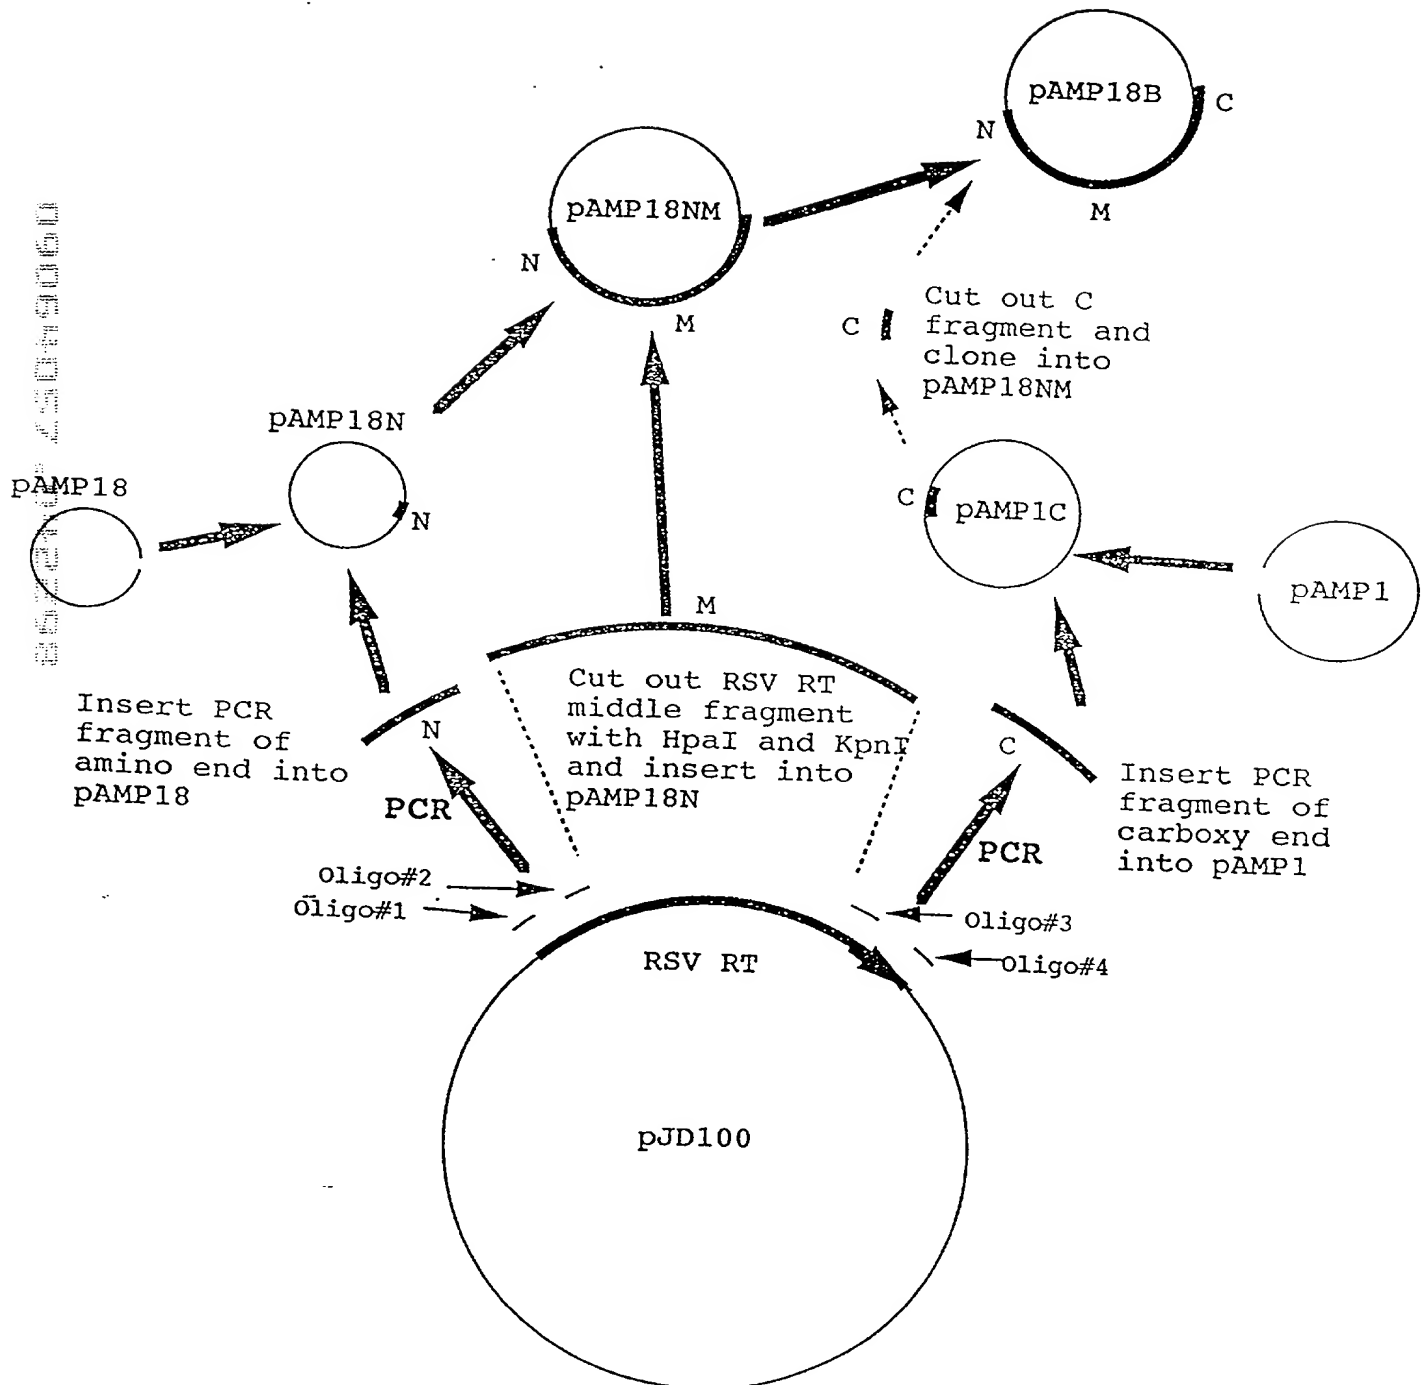 pAMP18B
C
N
M
pAMP18NM
N
M
C
Cut out C
fragment and
clone into
pAMP18NM
pAMP18N
N
pAMP18
C
pAMP1C
pAMP1
M
Insert PCR
fragment of
amino end into
pAMP18
N
PCR
Cut out RSV RT
middle fragment
with HpaI and KpnI
and insert into
pAMP18N
C
PCR
Insert PCR
fragment of
carboxy end
into pAMP1
Oligo#2
Oligo#1
Oligo#3
Oligo#4
RSV RT
pJD100